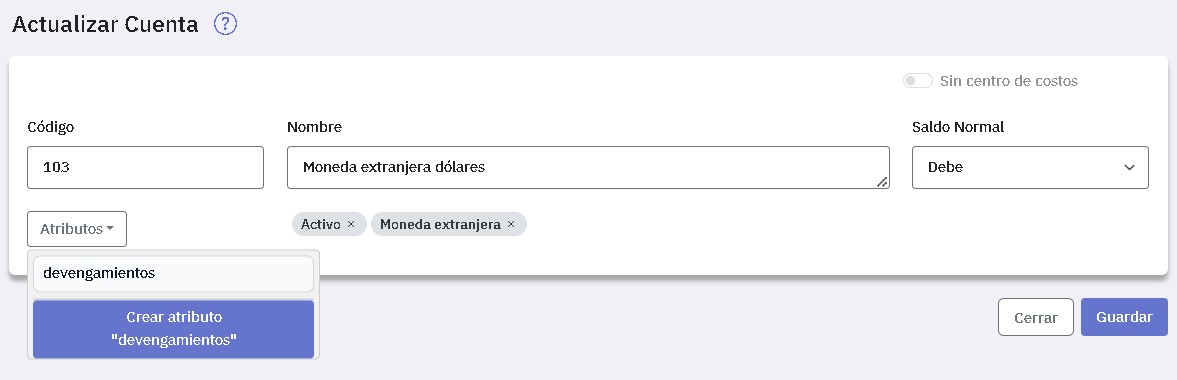 Actualizar Cuenta ?
Sin centro de costos
Código
Nombre
Saldo Normal
103
Moneda extranjera dólares
Debe
Atributos
Activo ×
Moneda extranjera ×
devengamientos
Crear atributo
"devengamientos"
Cerrar
Guardar